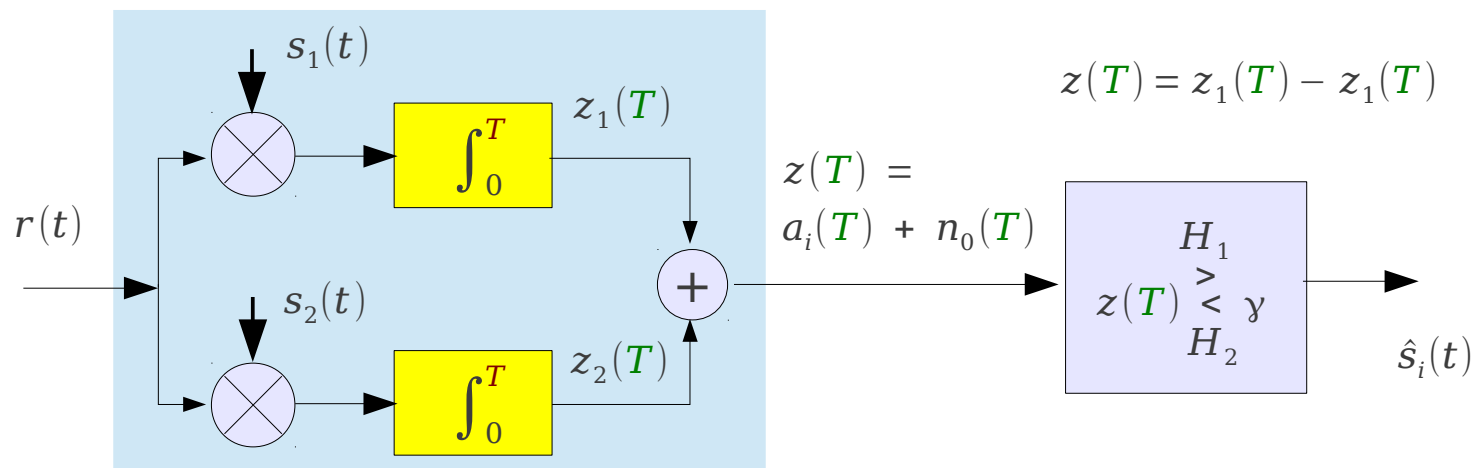 s₁(t)
z(T) = z₁(T) − z₁(T)
z₁(T)
∫₀ᵀ
z(T) =
aᵢ(T) + n₀(T)
r(t)
H₁
>
z(T) < γ
H₂
+
s₂(t)
z₂(T)
∫₀ᵀ
ŝᵢ(t)